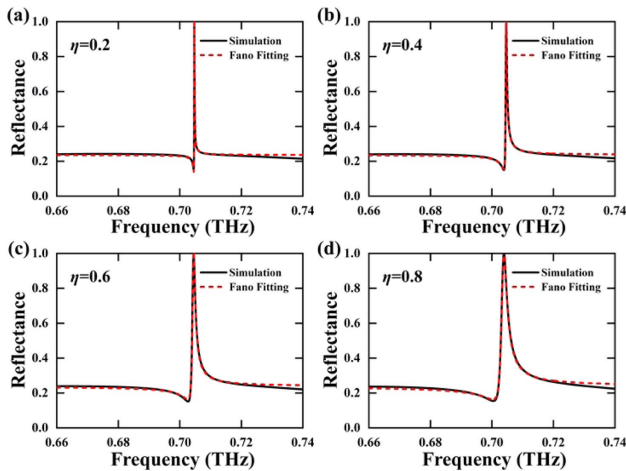 (a)
η=0.2
Simulation
Fano Fitting
Reflectance
1.0
0.8
0.6
0.4
0.2
0.0
0.66 0.68 0.70 0.72 0.74
Frequency (THz)
(b)
η=0.4
Simulation
Fano Fitting
Reflectance
1.0
0.8
0.6
0.4
0.2
0.0
0.66 0.68 0.70 0.72 0.74
Frequency (THz)
(c)
η=0.6
Simulation
Fano Fitting
Reflectance
1.0
0.8
0.6
0.4
0.2
0.0
0.66 0.68 0.70 0.72 0.74
Frequency (THz)
(d)
η=0.8
Simulation
Fano Fitting
Reflectance
1.0
0.8
0.6
0.4
0.2
0.0
0.66 0.68 0.70 0.72 0.74
Frequency (THz)